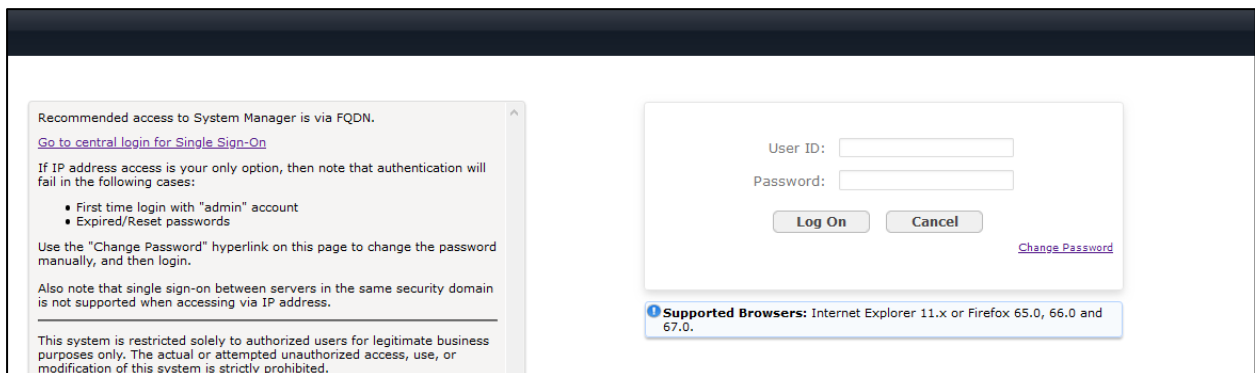 Recommended access to System Manager is via FQDN.
Go to central login for Single Sign-On
If IP address access is your only option, then note that authentication will
fail in the following cases:
• First time login with "admin" account
• Expired/Reset passwords
Use the "Change Password" hyperlink on this page to change the password
manually, and then login.
Also note that single sign-on between servers in the same security domain
is not supported when accessing via IP address.
This system is restricted solely to authorized users for legitimate business
purposes only. The actual or attempted unauthorized access, use, or
modification of this system is strictly prohibited.
User ID:
Password:
Log On
Cancel
Change Password
Supported Browsers: Internet Explorer 11.x or Firefox 65.0, 66.0 and
67.0.